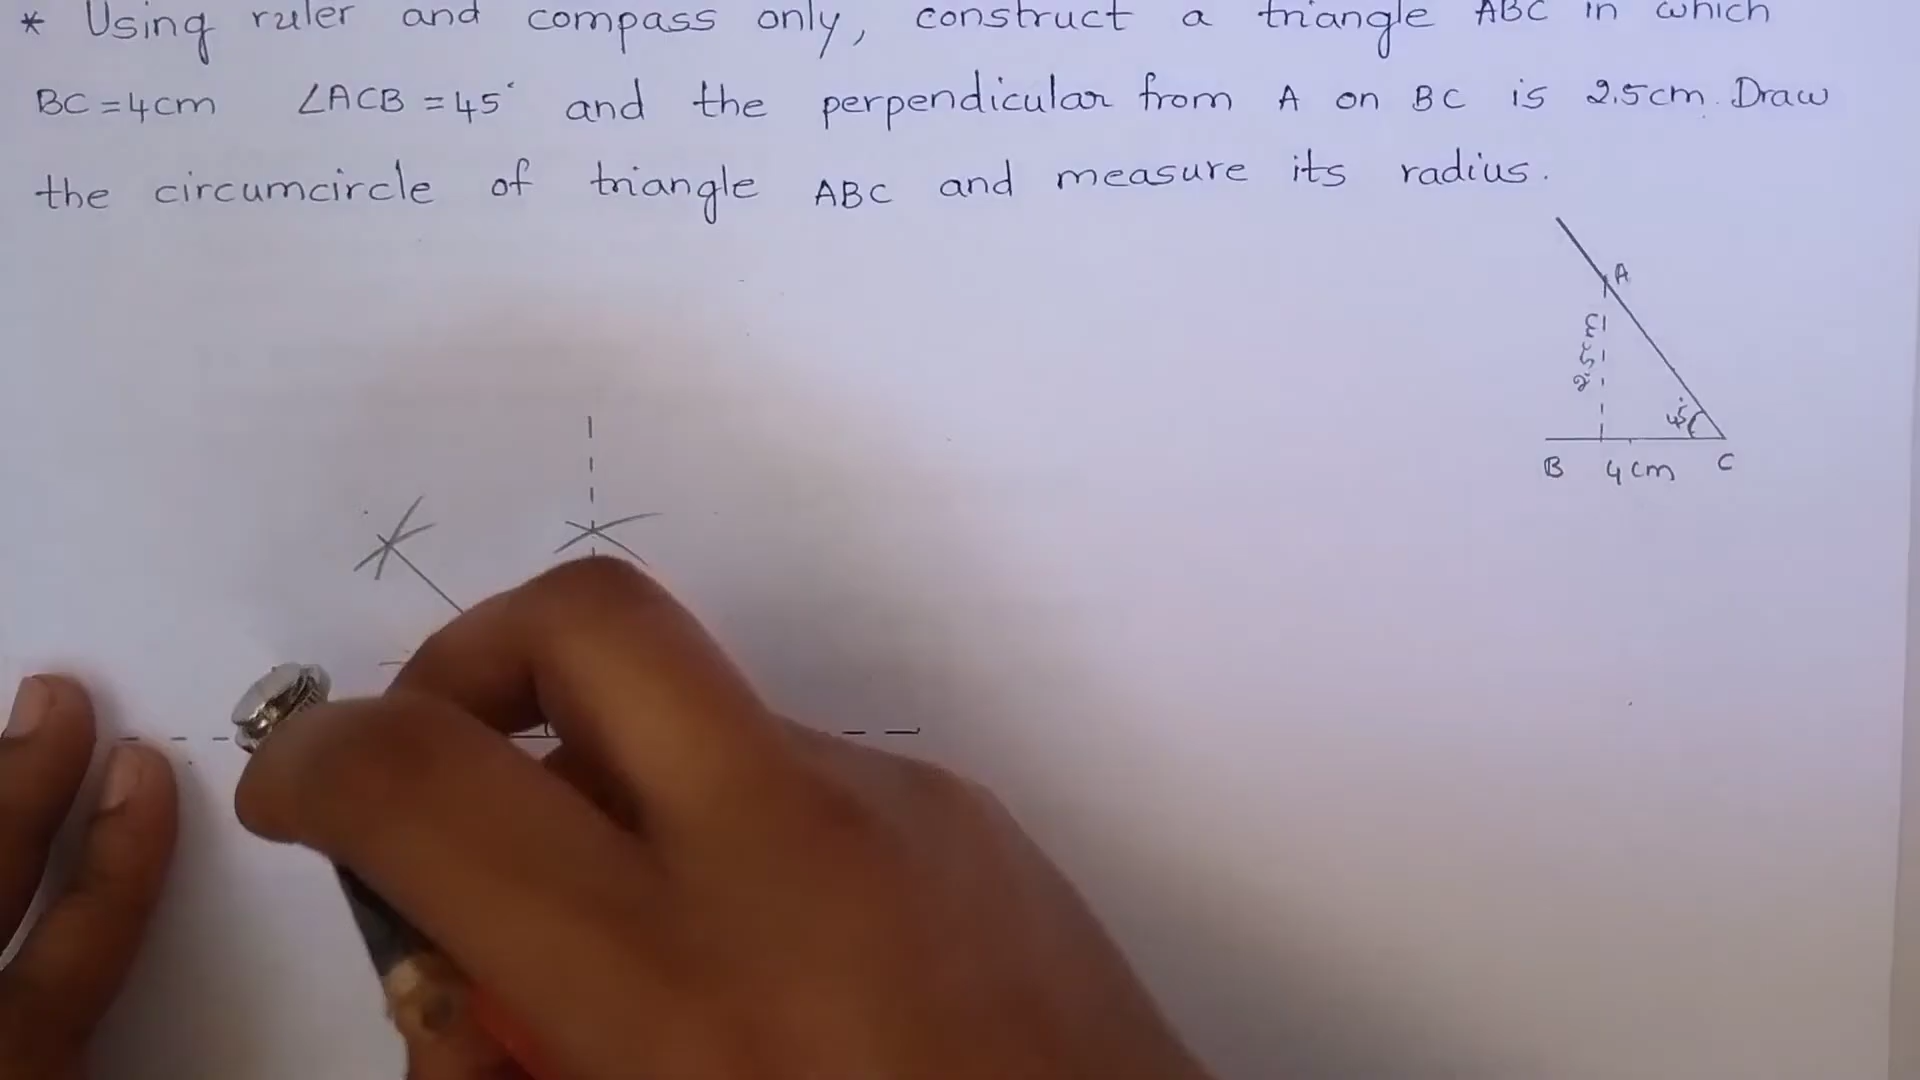 * Using ruler and compass only, construct a triangle ABC in which
BC = 4cm ∠ACB = 45° and the perpendicular from A on BC is 2.5cm. Draw
the circumcircle of triangle ABC and measure its radius.
A
2.5cm
45°
B 4cm C